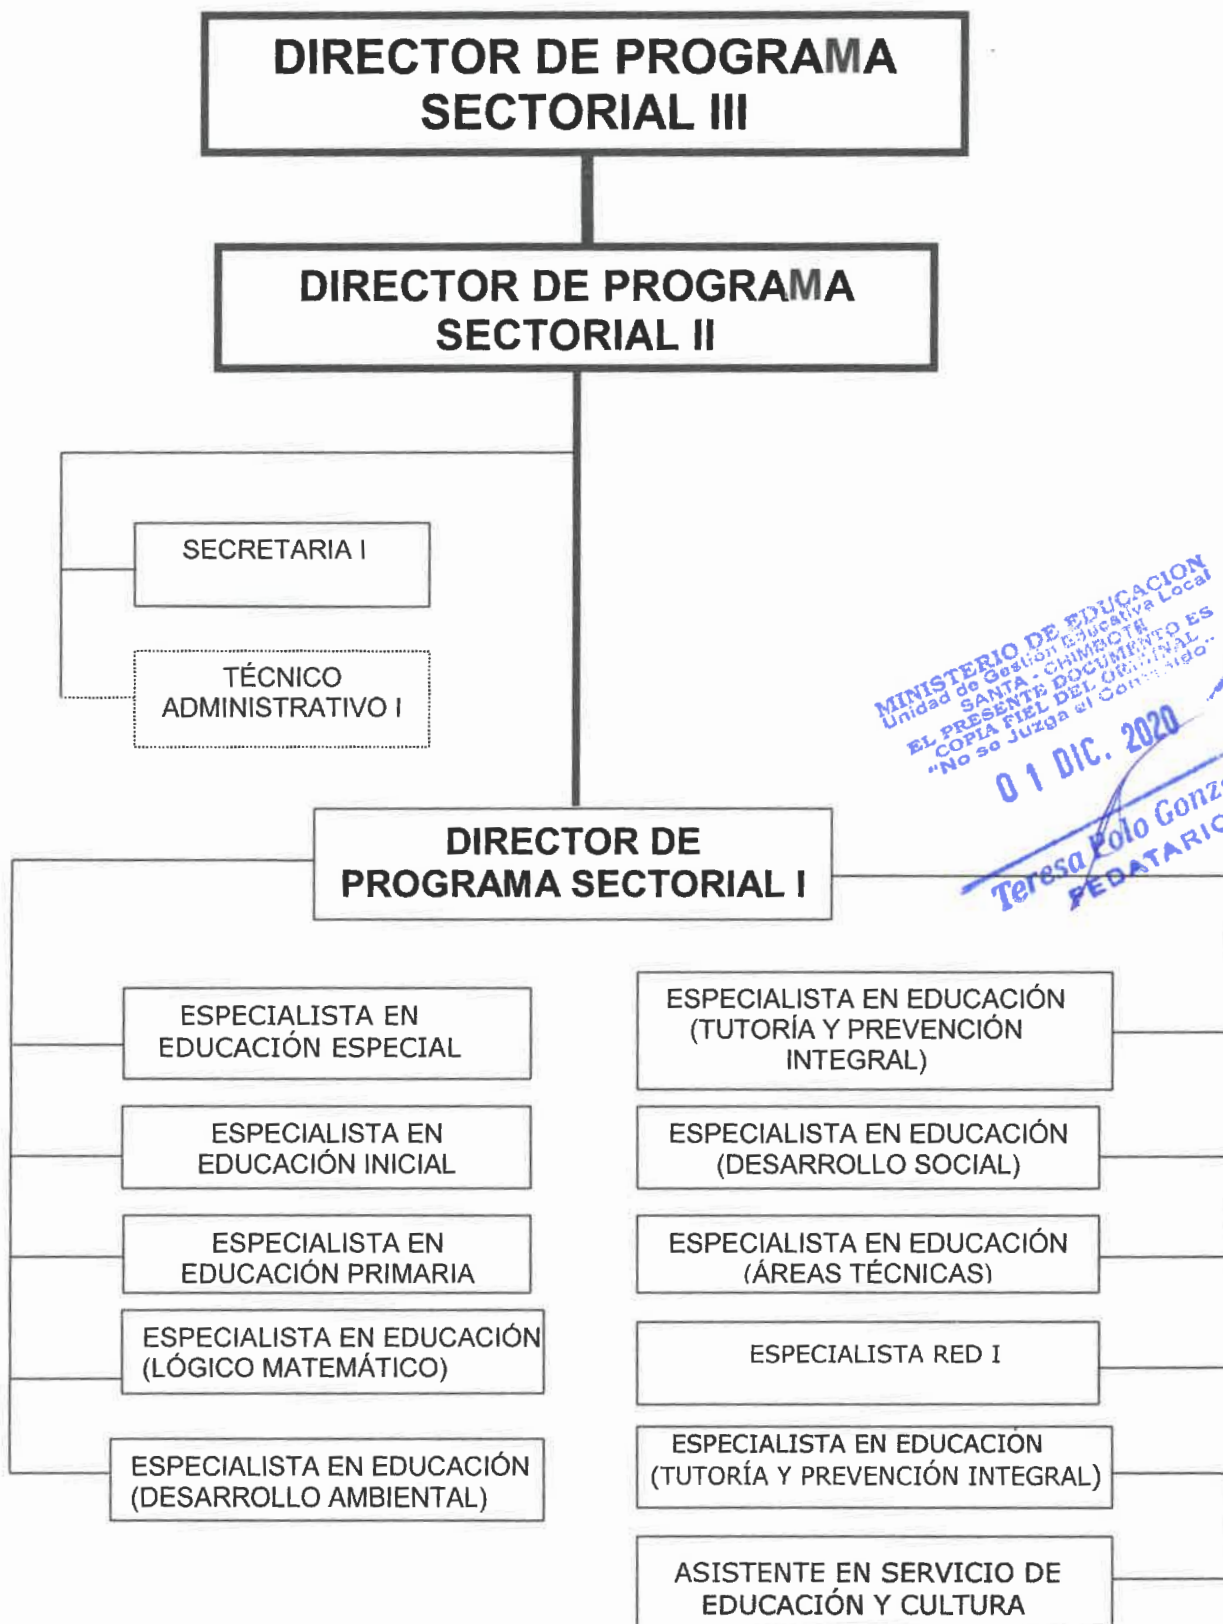 DIRECTOR DE PROGRAMA
SECTORIAL III
DIRECTOR DE PROGRAMA
SECTORIAL II
SECRETARIA I
TÉCNICO
ADMINISTRATIVO I
MINISTERIO DE EDUCACION
Unidad de Gestión Educativa Local
SANTA - CHIMBOTE
EL PRESENTE DOCUMENTO ES
COPIA FIEL DEL ORIGINAL
"No se Juzga el Contenido"
01 DIC. 2020
Teresa Polo
FEDATARIO
DIRECTOR DE
PROGRAMA SECTORIAL I
ESPECIALISTA EN
EDUCACIÓN ESPECIAL
ESPECIALISTA EN
EDUCACIÓN INICIAL
ESPECIALISTA EN
EDUCACIÓN PRIMARIA
ESPECIALISTA EN EDUCACIÓN
(LÓGICO MATEMÁTICO)
ESPECIALISTA EN EDUCACIÓN
(DESARROLLO AMBIENTAL)
ESPECIALISTA EN EDUCACIÓN
(TUTORÍA Y PREVENCIÓN
INTEGRAL)
ESPECIALISTA EN EDUCACIÓN
(DESARROLLO SOCIAL)
ESPECIALISTA EN EDUCACIÓN
(ÁREAS TÉCNICAS)
ESPECIALISTA RED I
ESPECIALISTA EN EDUCACIÓN
(TUTORÍA Y PREVENCIÓN INTEGRAL)
ASISTENTE EN SERVICIO DE
EDUCACIÓN Y CULTURA